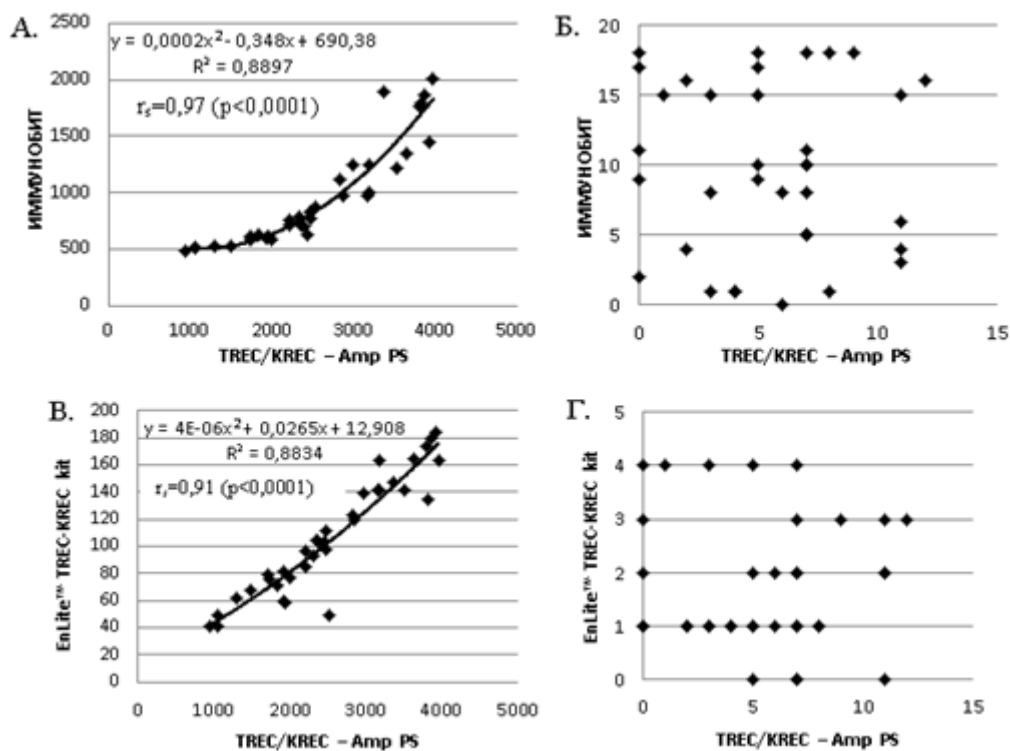 А.
2500
2000
1500
1000
500
0
y = 0,0002x² - 0,348x + 690,38
R² = 0,8897
rs=0,97 (p<0,0001)
ИММУНОБИТ
0 1000 2000 3000 4000 5000
TREC/KREC – Amp PS
Б.
20
15
10
5
0
ИММУНОБИТ
0 5 10 15
TREC/KREC – Amp PS
В.
200
180
160
140
120
100
80
60
40
20
0
y = 4E-06x² + 0,0265x + 12,908
R² = 0,8834
rs=0,91 (p<0,0001)
EnLite™ TREC-KREC kit
0 1000 2000 3000 4000 5000
TREC/KREC – Amp PS
Г.
5
4
3
2
1
0
EnLite™ TREC-KREC kit
0 5 10 15
TREC/KREC – Amp PS